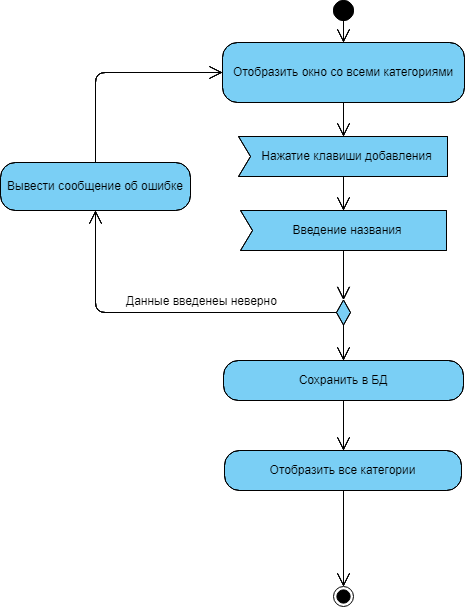 Отобразить окно со всеми категориями
Нажатие клавиши добавления
Вывести сообщение об ошибке
Введение названия
Данные введенеы неверно
Сохранить в БД
Отобразить все категории